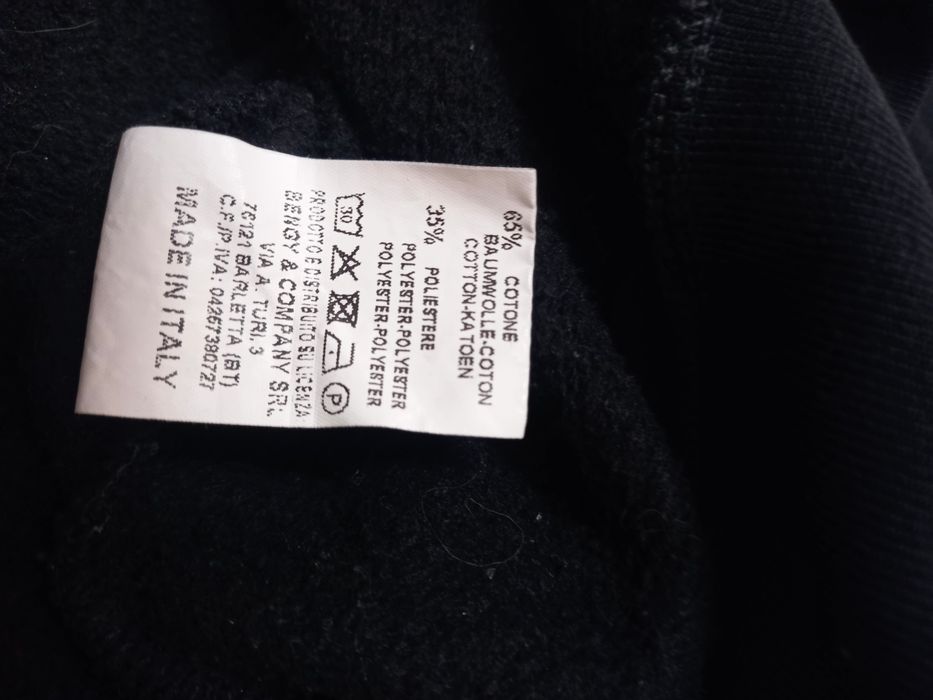 65% COTONE
BAUMWOLLE-COTON
COTTON-KATOEN
35% POLIESTERE
POLYESTER-POLYESTER
POLYESTER-POLYESTER
30
P
PRODOTTO E DISTRIBUITO SU LICENZA
BENGY & COMPANY SRL
VIA A. TURI, 3
76121 BARLETTA (BT)
C.F./P.IVA: 04267380727
MADE IN ITALY